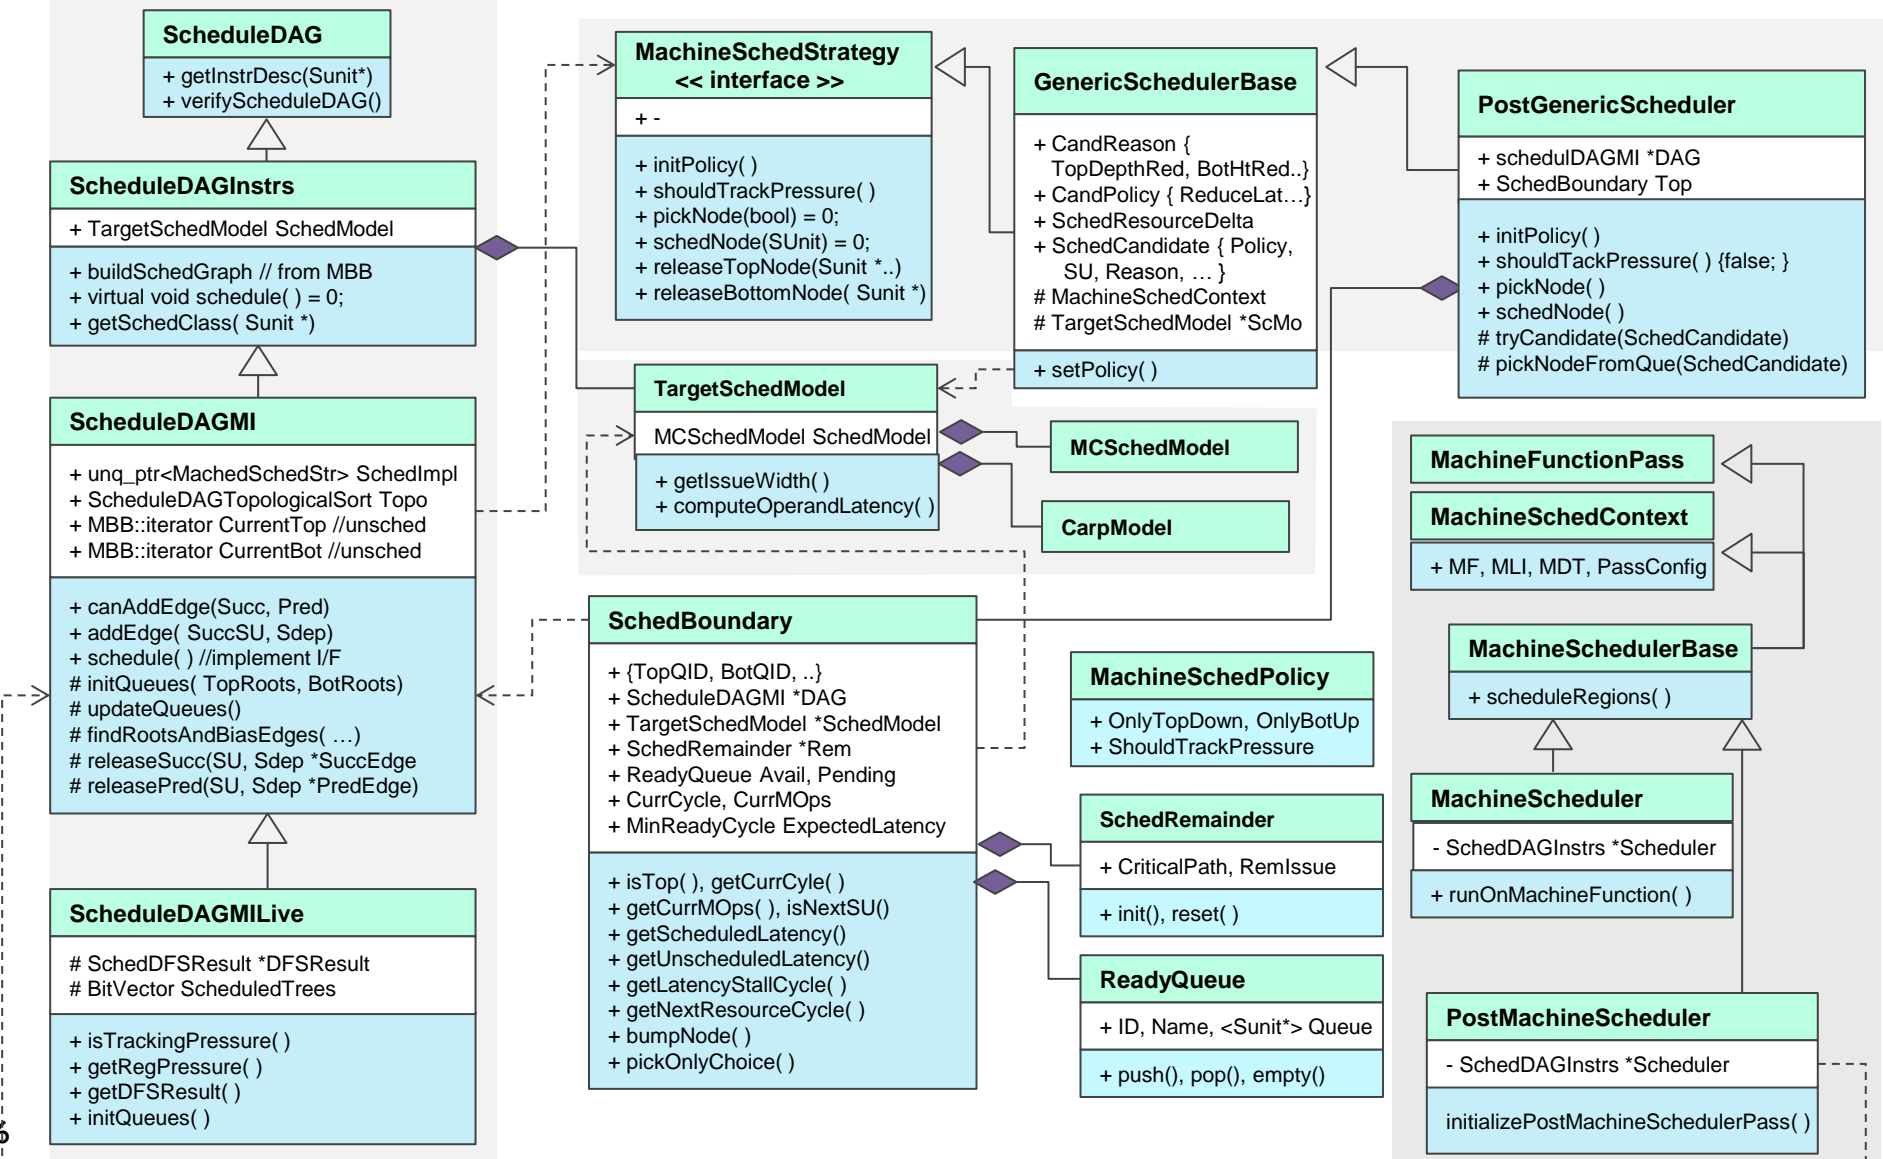 ScheduleDAG
+ getInstrDesc(Sunit*)
+ verifyScheduleDAG()
ScheduleDAGInstrs
+ TargetSchedModel SchedModel
+ buildSchedGraph // from MBB
+ virtual void schedule( ) = 0;
+ getSchedClass( Sunit *)
ScheduleDAGMI
+ unq_ptr<MachedSchedStr> SchedImpl
+ ScheduleDAGTopologicalSort Topo
+ MBB::iterator CurrentTop //unsched
+ MBB::iterator CurrentBot //unsched
+ canAddEdge(Succ, Pred)
+ addEdge( SuccSU, Sdep)
+ schedule( ) //implement I/F
# initQueues( TopRoots, BotRoots)
# updateQueues()
# findRootsAndBiasEdges( …)
# releaseSucc(SU, Sdep *SuccEdge
# releasePred(SU, Sdep *PredEdge)
ScheduleDAGMILive
# SchedDFSResult *DFSResult
# BitVector ScheduledTrees
+ isTrackingPressure( )
+ getRegPressure( )
+ getDFSResult( )
+ initQueues( )
MachineSchedStrategy
<< interface >>
+ -
+ initPolicy( )
+ shouldTrackPressure( )
+ pickNode(bool) = 0;
+ schedNode(SUnit) = 0;
+ releaseTopNode(Sunit *..)
+ releaseBottomNode( Sunit *)
GenericSchedulerBase
+ CandReason {
TopDepthRed, BotHtRed..}
+ CandPolicy { ReduceLat…}
+ SchedResourceDelta
+ SchedCandidate { Policy,
SU, Reason, … }
# MachineSchedContext
# TargetSchedModel *ScMo
+ setPolicy( )
PostGenericScheduler
+ schedulDAGMI *DAG
+ SchedBoundary Top
+ initPolicy( )
+ shouldTackPressure( ) {false; }
+ pickNode( )
+ schedNode( )
# tryCandidate(SchedCandidate)
# pickNodeFromQue(SchedCandidate)
TargetSchedModel
MCSchedModel SchedModel
+ getIssueWidth( )
+ computeOperandLatency( )
MCSchedModel
CarpModel
SchedBoundary
+ {TopQID, BotQID, ..}
+ ScheduleDAGMI *DAG
+ TargetSchedModel *SchedModel
+ SchedRemainder *Rem
+ ReadyQueue Avail, Pending
+ CurrCycle, CurrMOps
+ MinReadyCycle ExpectedLatency
+ isTop( ), getCurrCyle( )
+ getCurrMOps( ), isNextSU()
+ getScheduledLatency()
+ getUnscheduledLatency()
+ getLatencyStallCycle( )
+ getNextResourceCycle( )
+ bumpNode( )
+ pickOnlyChoice( )
MachineSchedPolicy
+ OnlyTopDown, OnlyBotUp
+ ShouldTrackPressure
SchedRemainder
+ CriticalPath, RemIssue
+ init(), reset( )
ReadyQueue
+ ID, Name, <Sunit*> Queue
+ push(), pop(), empty()
MachineFunctionPass
MachineSchedContext
+ MF, MLI, MDT, PassConfig
MachineSchedulerBase
+ scheduleRegions( )
MachineScheduler
- SchedDAGInstrs *Scheduler
+ runOnMachineFunction( )
PostMachineScheduler
- SchedDAGInstrs *Scheduler
initializePostMachineSchedulerPass( )